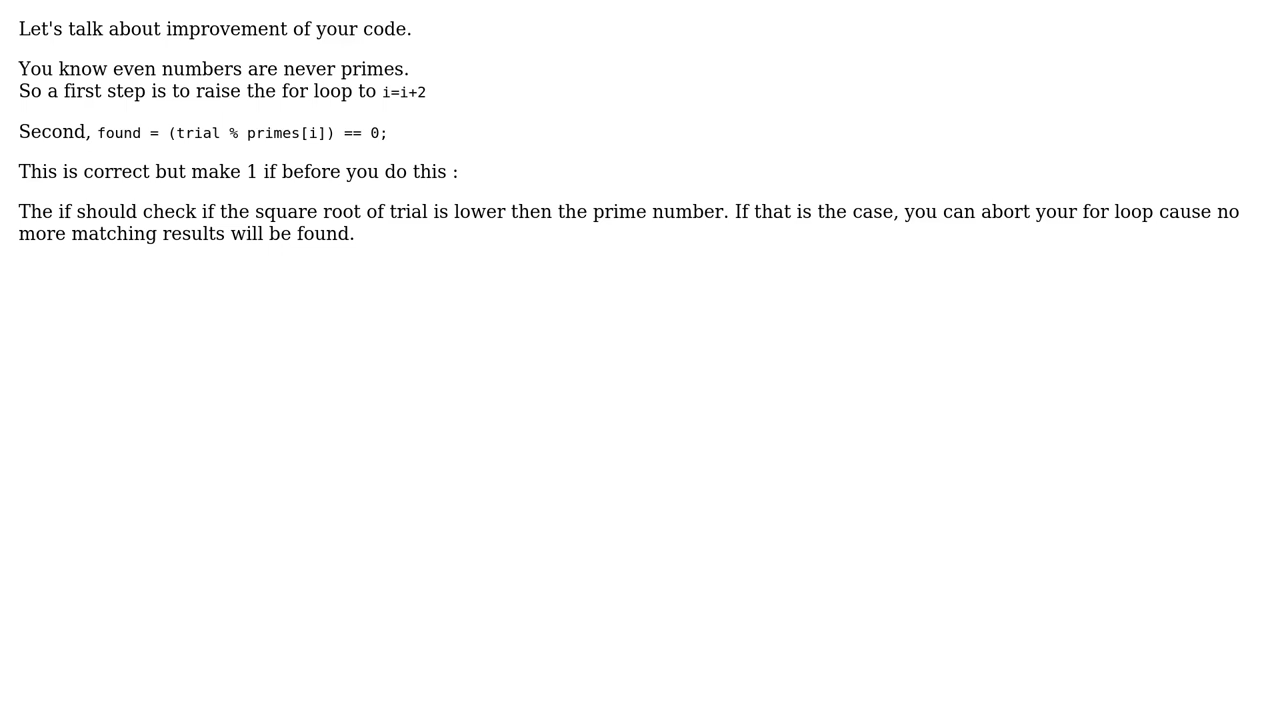 Let's talk about improvement of your code.
You know even numbers are never primes.
So a first step is to raise the for loop to i=i+2
Second, found = (trial % primes[i]) == 0;
This is correct but make 1 if before you do this :
The if should check if the square root of trial is lower then the prime number. If that is the case, you can abort your for loop cause no
more matching results will be found.